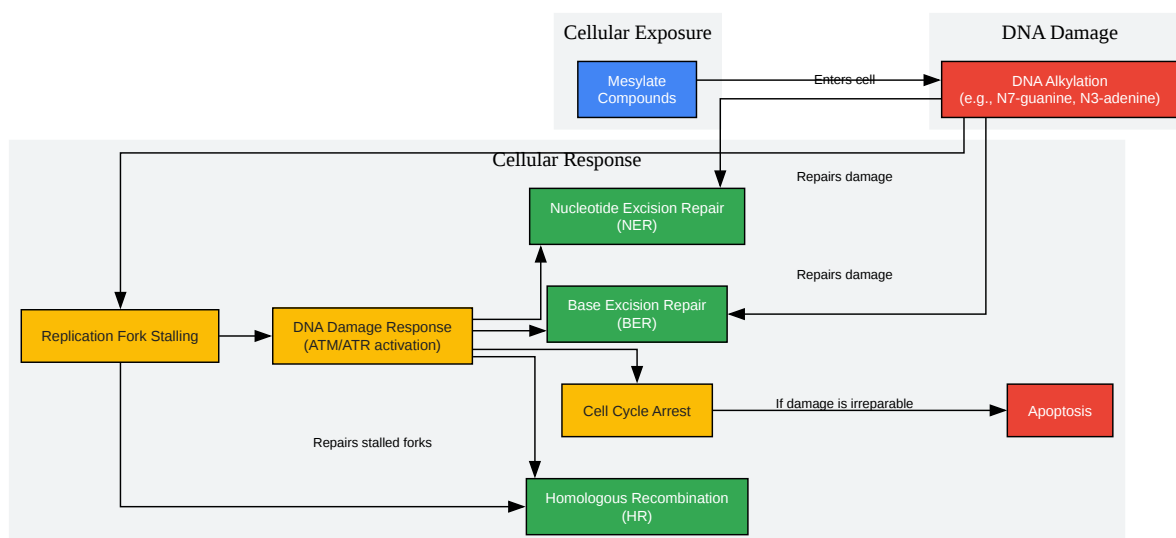 Cellular Exposure
DNA Damage
Mesylate
Compounds
Enters cell
DNA Alkylation
(e.g., N7-guanine, N3-adenine)
Cellular Response
Repairs damage
Nucleotide Excision Repair
(NER)
Repairs damage
Base Excision Repair
(BER)
Replication Fork Stalling
DNA Damage Response
(ATM/ATR activation)
Cell Cycle Arrest
If damage is irreparable
Apoptosis
Repairs stalled forks
Homologous Recombination
(HR)